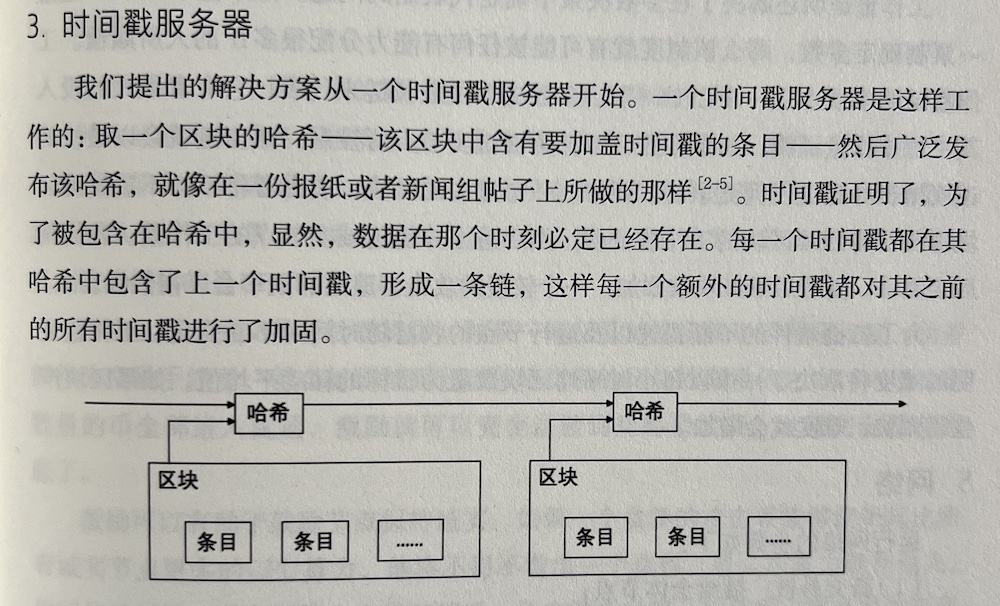 3. 时间戳服务器
我们提出的解决方案从一个时间戳服务器开始。一个时间戳服务器是这样工
作的：取一个区块的哈希——该区块中含有要加盖时间戳的条目——然后广泛发
布该哈希，就像在一份报纸或者新闻组帖子上所做的那样[2-5]。时间戳证明了，为
了被包含在哈希中，显然，数据在那个时刻必定已经存在。每一个时间戳都在其
哈希中包含了上一个时间戳，形成一条链，这样每一个额外的时间戳都对其之前
的所有时间戳进行了加固。
哈希 哈希
区块 区块
条目 条目 …… 条目 条目 ……